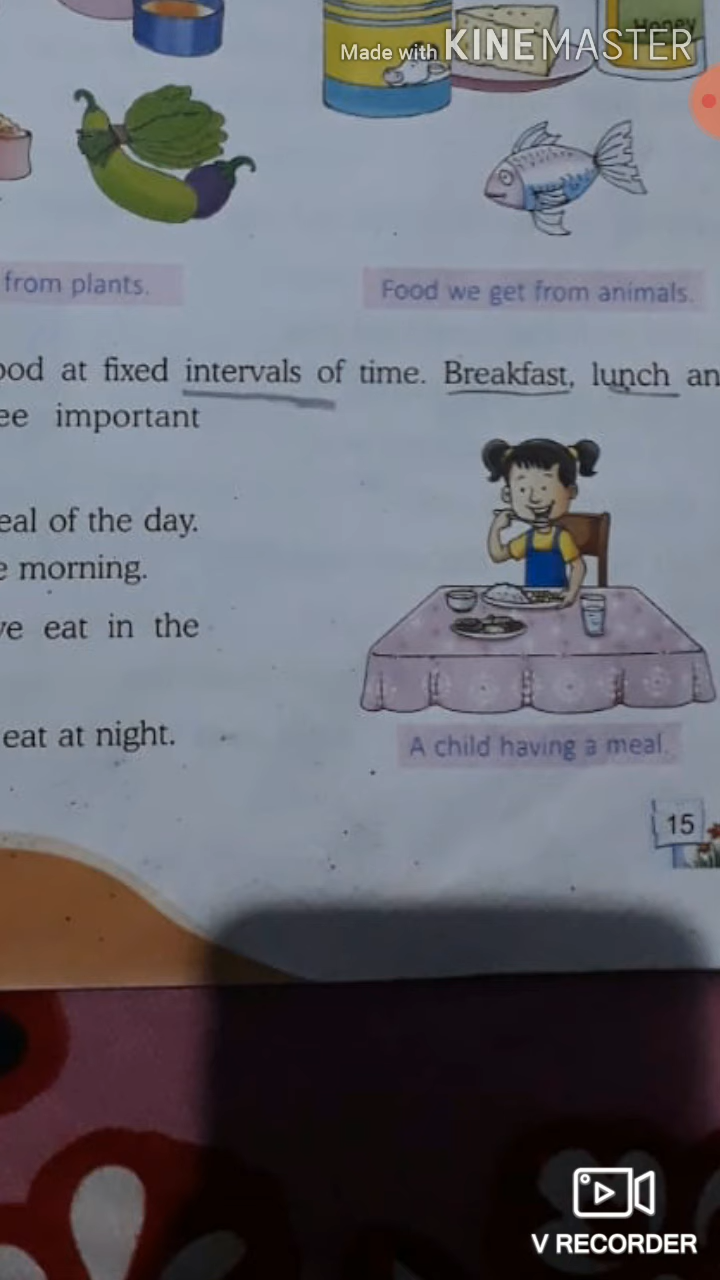 Honey
Made with KINEMASTER
from plants.
Food we get from animals.
ood at fixed intervals of time. Breakfast, lunch an
ee important
eal of the day.
e morning.
ve eat in the
eat at night.
A child having a meal.
15
V RECORDER